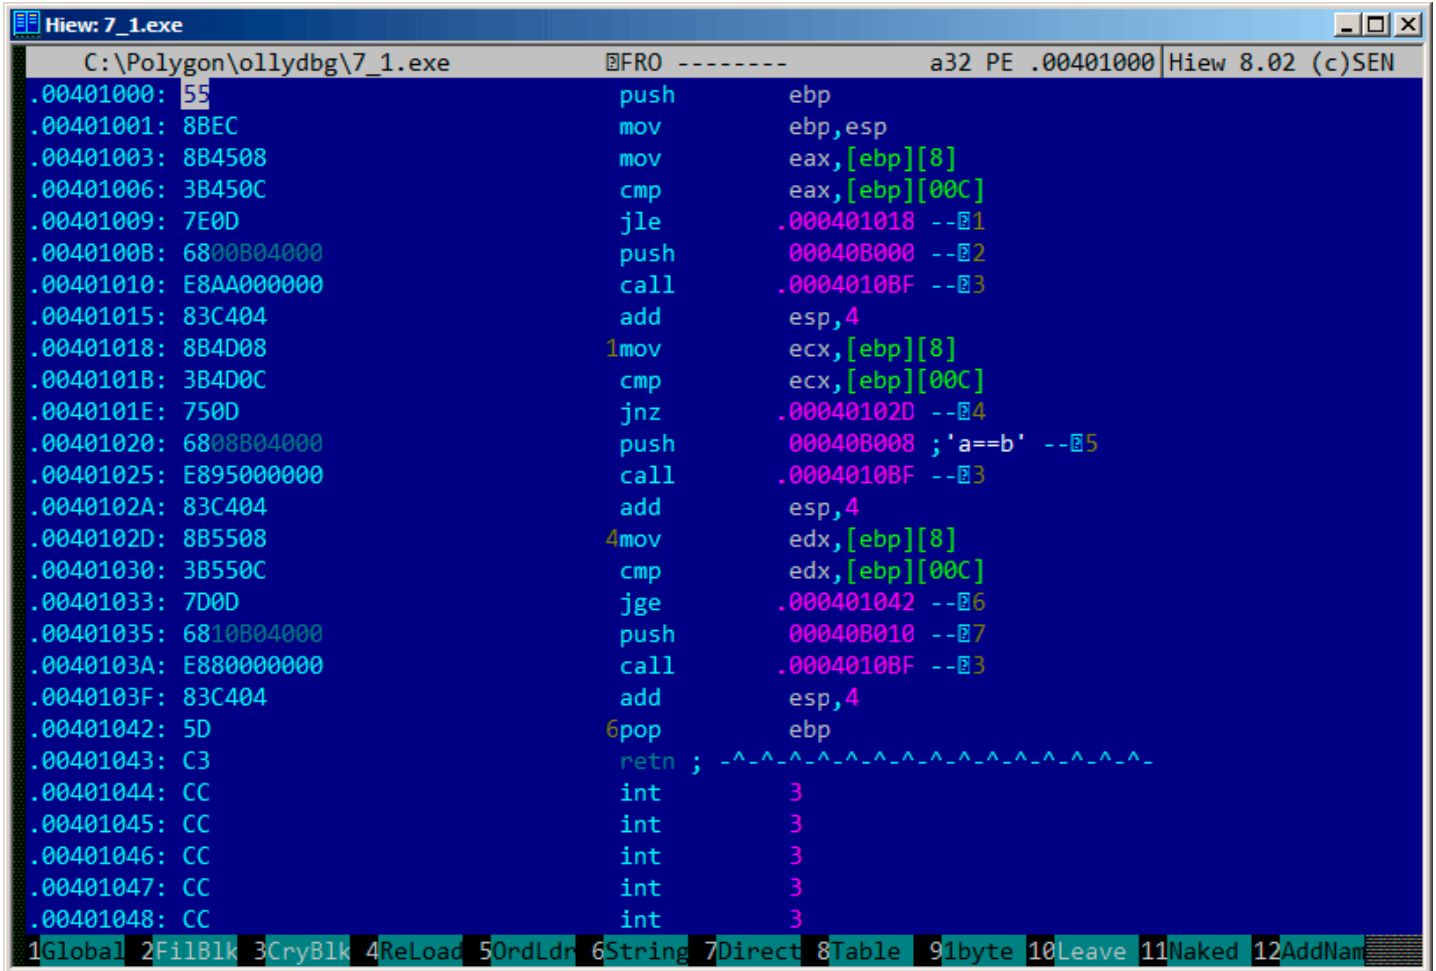 Hiew: 7_1.exe
C:\Polygon\ollydbg\7_1.exe FRO -------- a32 PE .00401000|Hiew 8.02 (c)SEN
.00401000: 55 push ebp
.00401001: 8BEC mov ebp,esp
.00401003: 8B4508 mov eax,[ebp][8]
.00401006: 3B450C cmp eax,[ebp][00C]
.00401009: 7E0D jle .000401018 --1
.0040100B: 6800B04000 push 00040B000 --2
.00401010: E8AA000000 call .0004010BF --3
.00401015: 83C404 add esp,4
.00401018: 8B4D08 1mov ecx,[ebp][8]
.0040101B: 3B4D0C cmp ecx,[ebp][00C]
.0040101E: 750D jnz .00040102D --4
.00401020: 6808B04000 push 00040B008 ;'a==b' --5
.00401025: E895000000 call .0004010BF --3
.0040102A: 83C404 add esp,4
.0040102D: 8B5508 4mov edx,[ebp][8]
.00401030: 3B550C cmp edx,[ebp][00C]
.00401033: 7D0D jge .000401042 --6
.00401035: 6810B04000 push 00040B010 --7
.0040103A: E880000000 call .0004010BF --3
.0040103F: 83C404 add esp,4
.00401042: 5D 6pop ebp
.00401043: C3 retn ; -^-^-^-^-^-^-^-^-^-^-^-^-^-^-^-
.00401044: CC int 3
.00401045: CC int 3
.00401046: CC int 3
.00401047: CC int 3
.00401048: CC int 3
1Global 2FilBlk 3CryBlk 4ReLoad 5OrdLdr 6String 7Direct 8Table 91byte 10Leave 11Naked 12AddNam